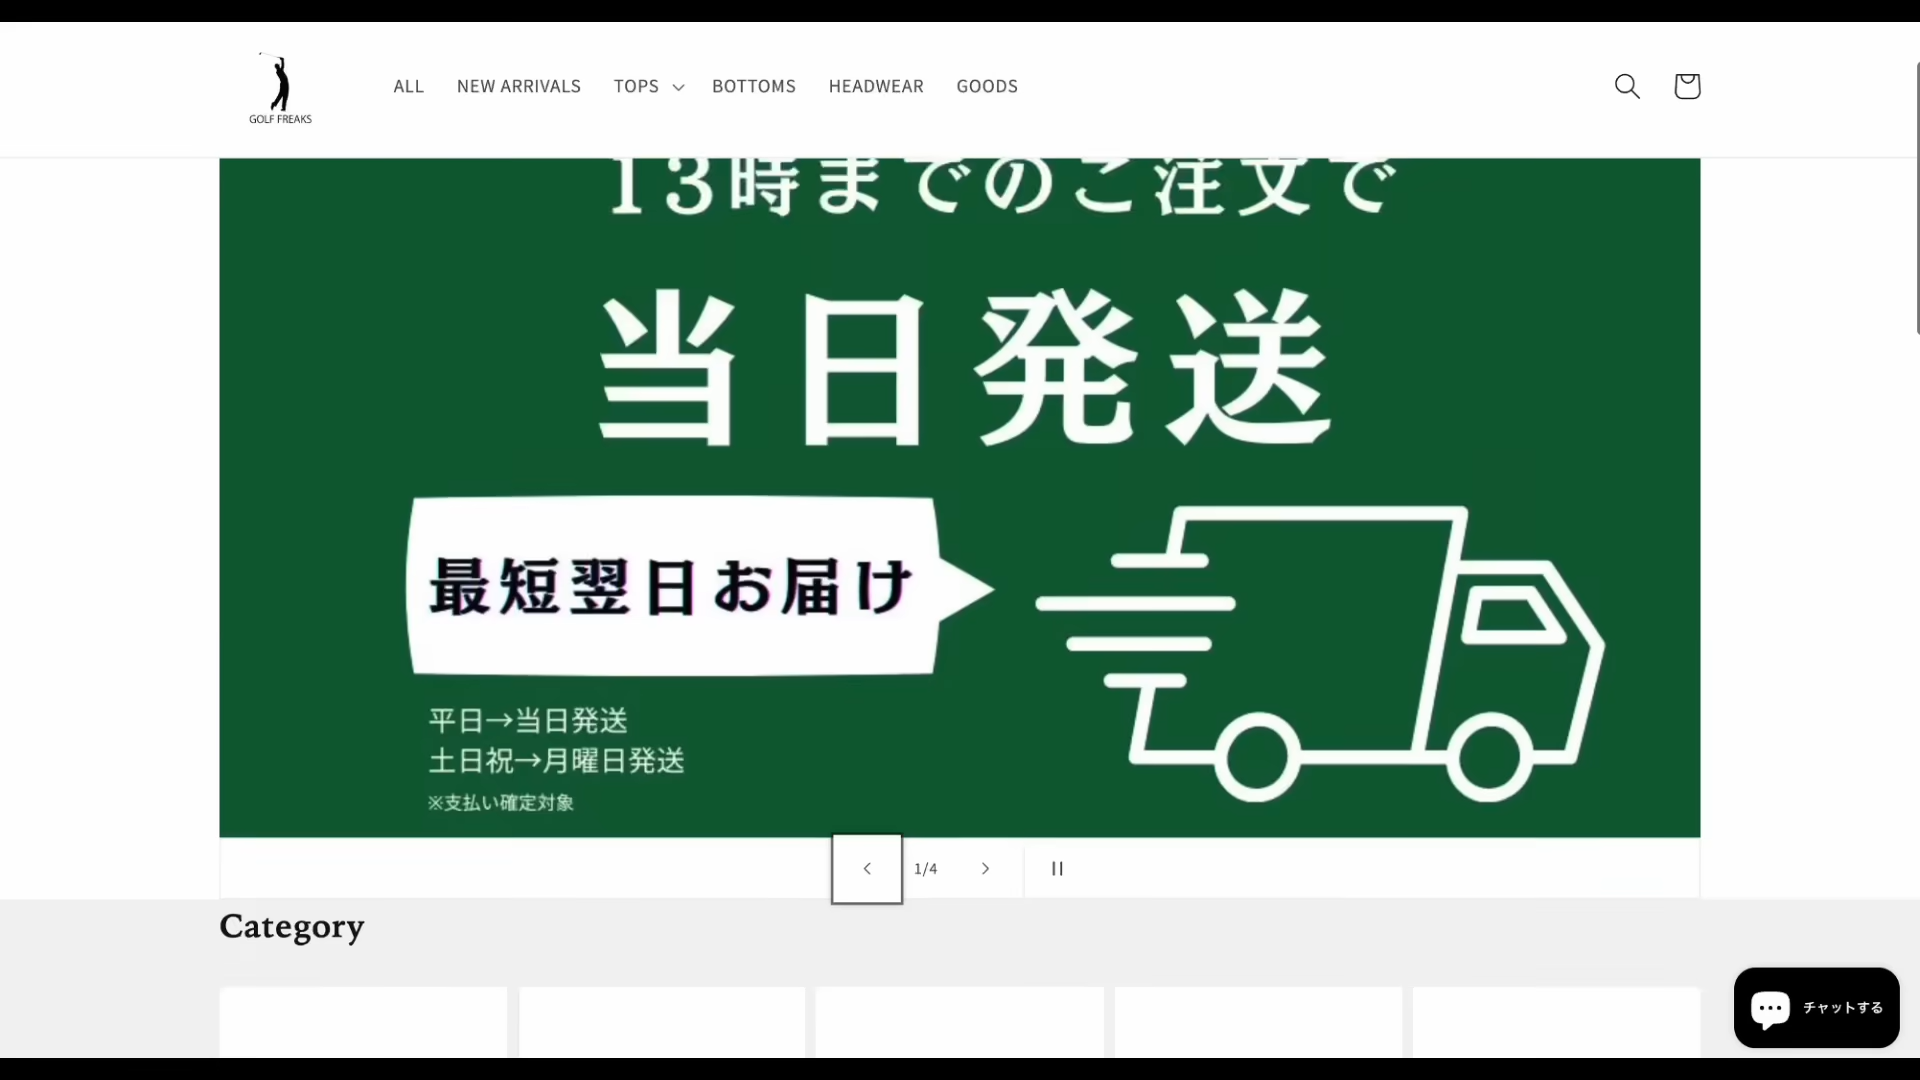 GOLF FREAKS
ALL NEW ARRIVALS TOPS BOTTOMS HEADWEAR GOODS
13時までのご注文で
当日発送
最短翌日お届け
平日→当日発送
土日祝→月曜日発送
※支払い確定対象
1/4
Category
チャットする